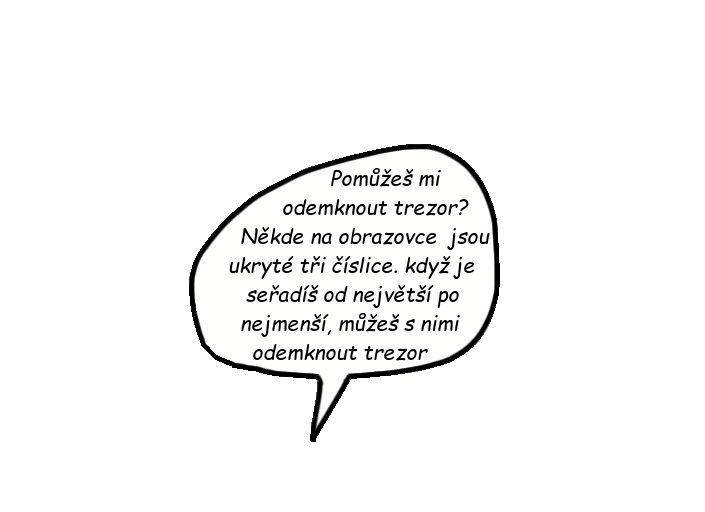 Pomůžeš mi
odemknout trezor?
Někde na obrazovce jsou
ukryté tři číslice. když je
seřadíš od největší po
nejmenší, můžeš s nimi
odemknout trezor